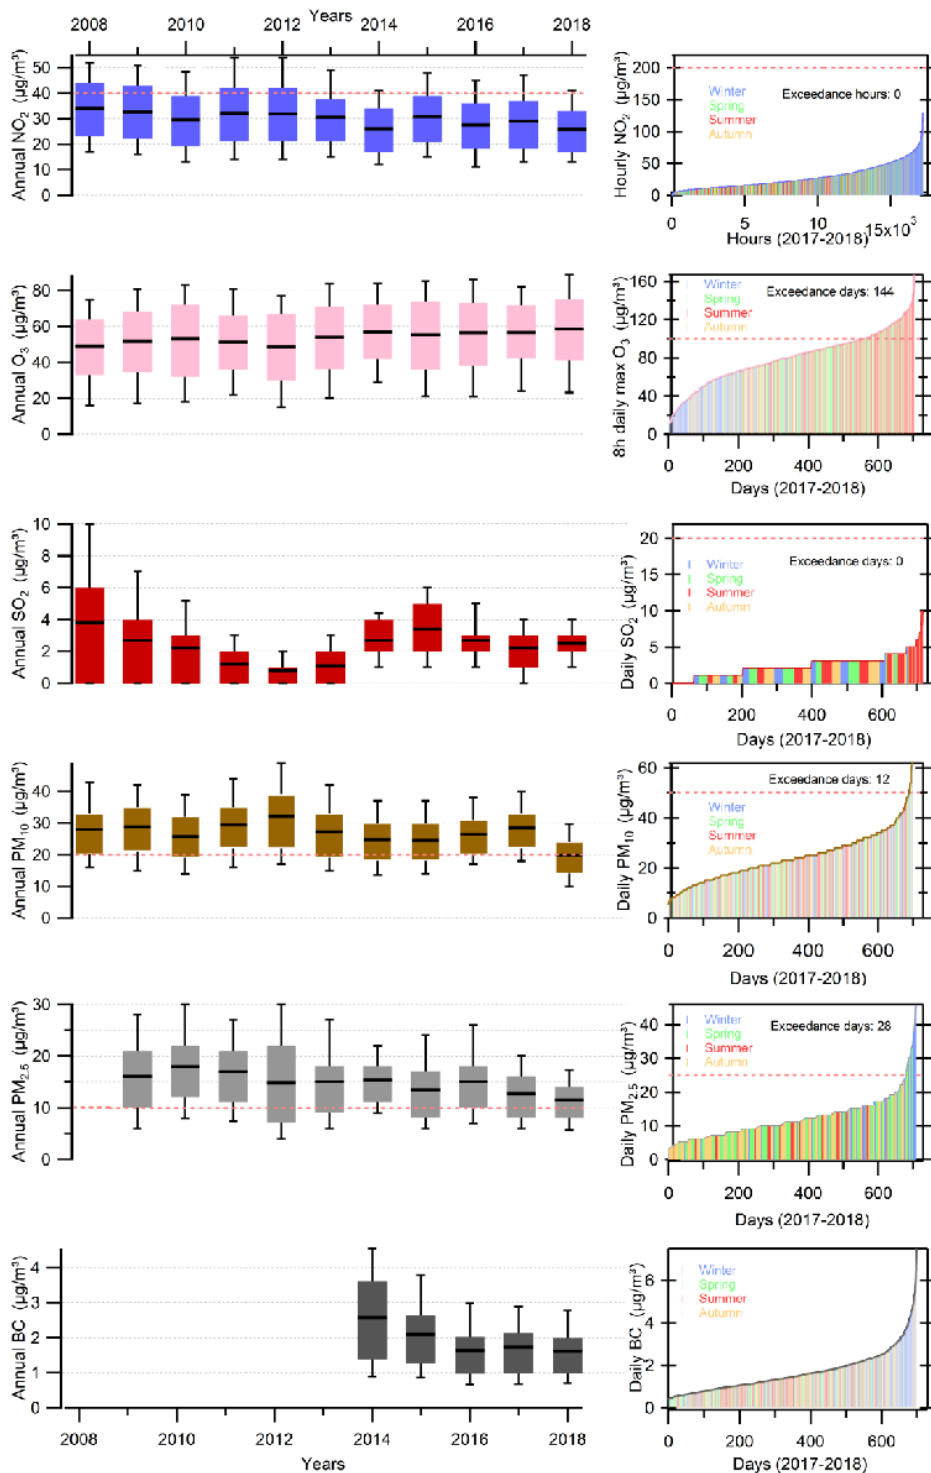 Years
2008 2010 2012 2014 2016 2018
Annual NO2 (µg/m³)
50
40
30
20
10
0
Hourly NO2 (µg/m³)
200
150
100
50
0
Winter
Spring
Summer
Autumn
Exceedance hours: 0
0 5 10 15x10³
Hours (2017-2018)
Annual O3 (µg/m³)
80
60
40
20
0
8h daily max O3 (µg/m³)
160
120
80
40
0
Winter
Spring
Summer
Autumn
Exceedance days: 144
0 200 400 600
Days (2017-2018)
Annual SO2 (µg/m³)
10
8
6
4
2
0
Daily SO2 (µg/m³)
20
15
10
5
0
Winter
Spring
Summer
Autumn
Exceedance days: 0
0 200 400 600
Days (2017-2018)
Annual PM10 (µg/m³)
40
30
20
10
0
Daily PM10 (µg/m³)
60
40
20
0
Exceedance days: 12
Winter
Spring
Summer
Autumn
0 200 400 600
Days (2017-2018)
Annual PM2.5 (µg/m³)
30
20
10
0
Daily PM2.5 (µg/m³)
40
30
20
10
0
Winter
Spring
Summer
Autumn
Exceedance days: 28
0 200 400 600
Days (2017-2018)
Annual BC (µg/m³)
4
3
2
1
0
2008 2010 2012 2014 2016 2018
Years
Daily BC (µg/m³)
6
4
2
0
Winter
Spring
Summer
Autumn
0 200 400 600
Days (2017-2018)